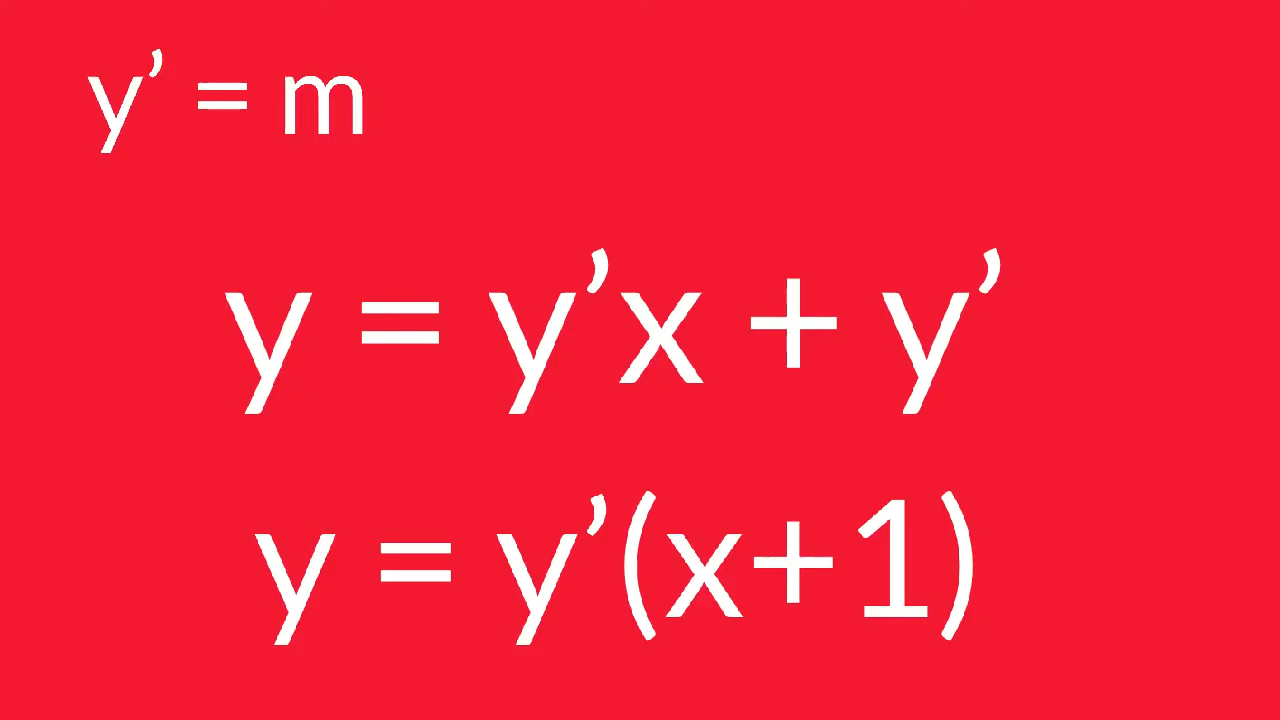 y’ = m
y = y’x + y’
y = y’(x+1)